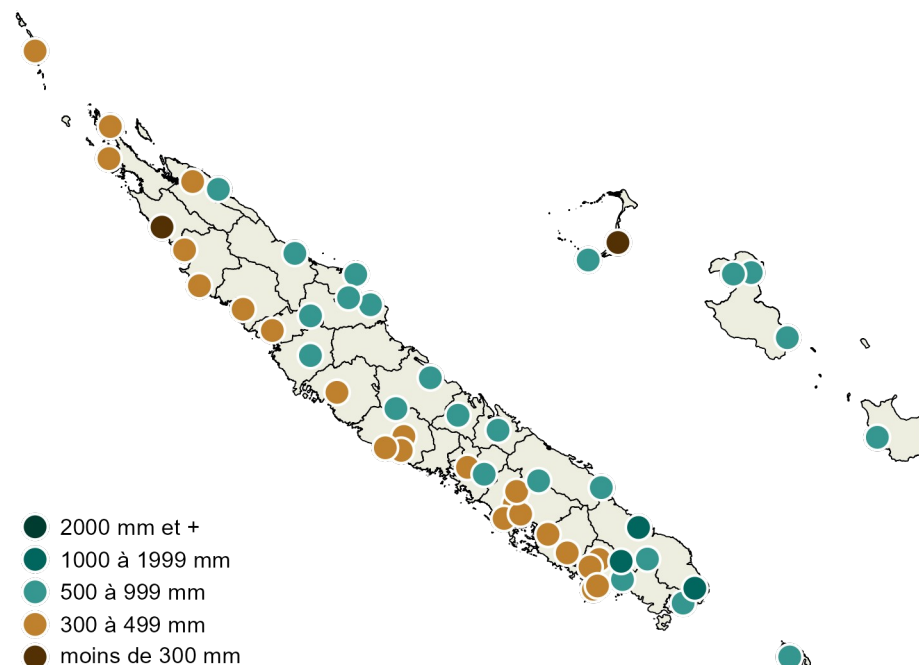 2000 mm et +
1000 à 1999 mm
500 à 999 mm
300 à 499 mm
moins de 300 mm